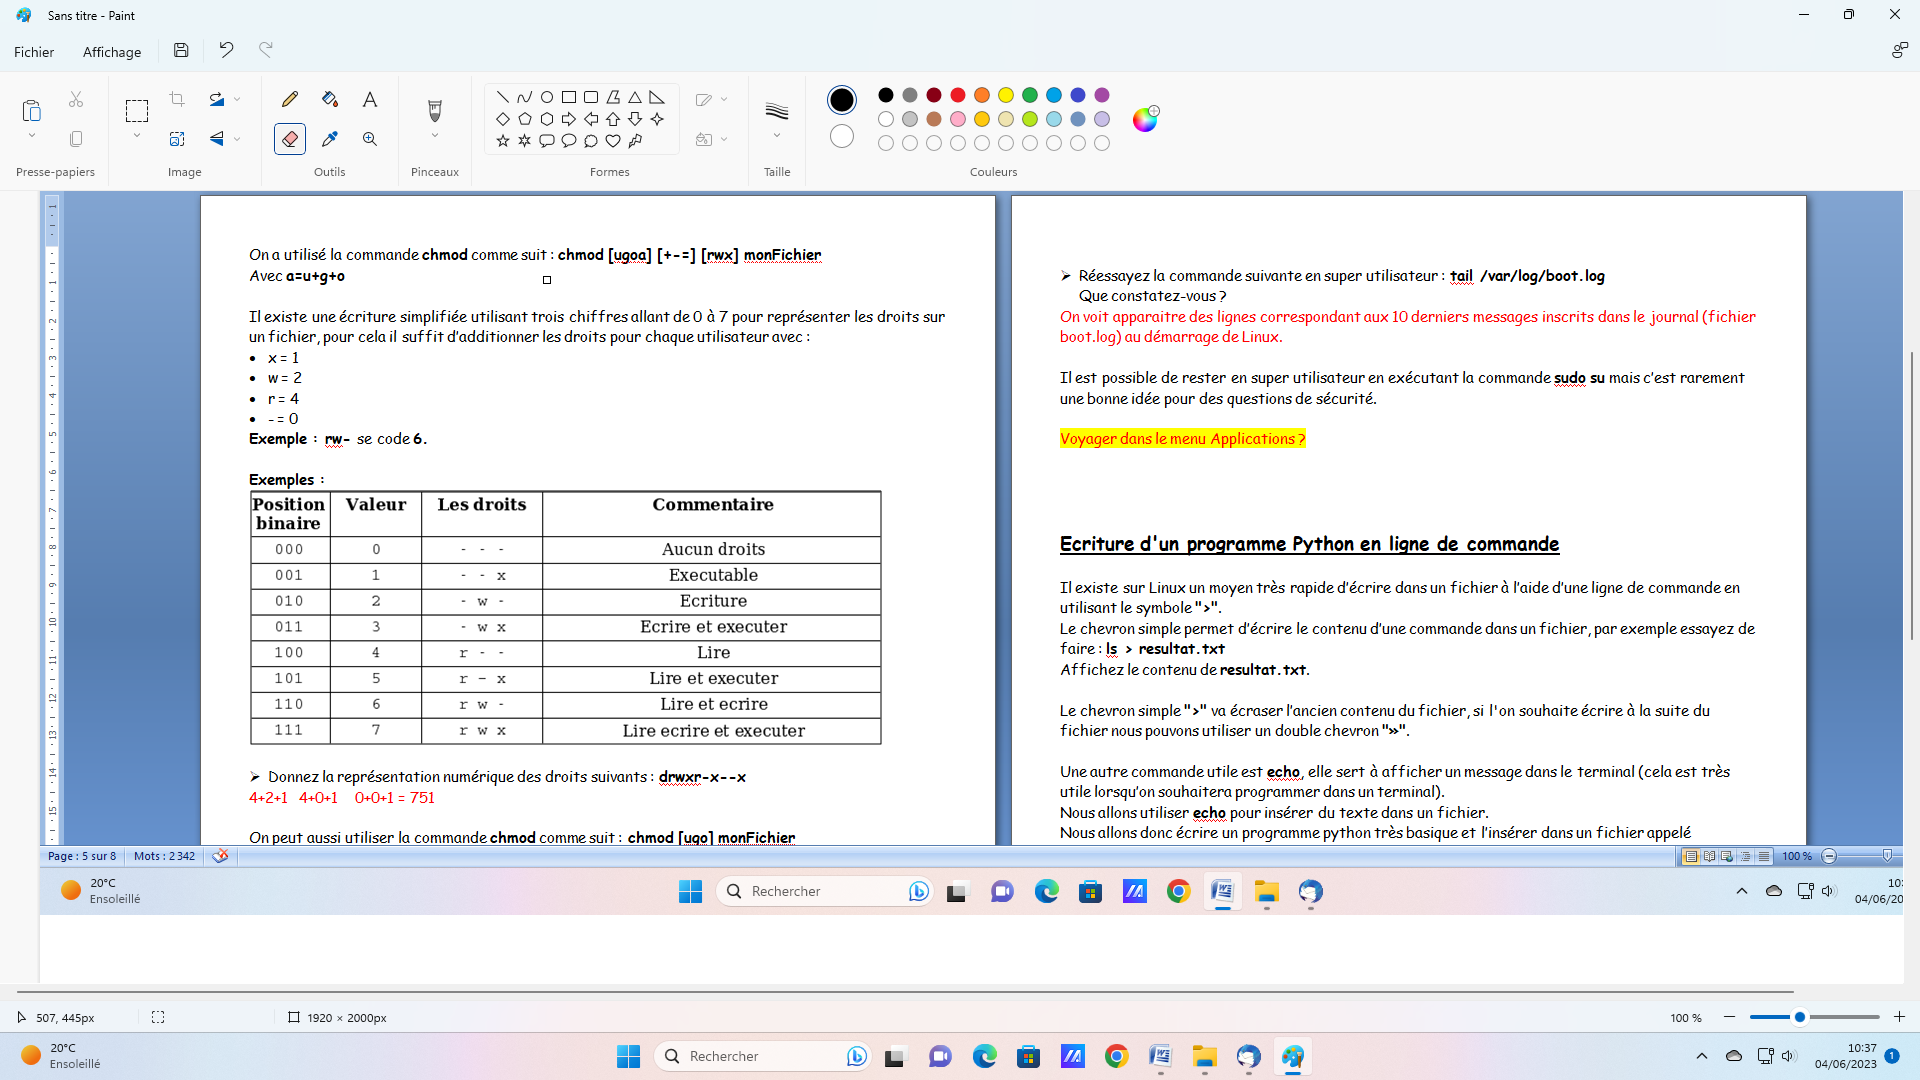 Sans titre - Paint
Fichier
Affichage
Presse-papiers
Image
Outils
Pinceaux
Formes
Taille
Couleurs
On a utilisé la commande chmod comme suit : chmod [ugoa] [+-=] [rwx] monFichier
Avec a=u+g+o
Il existe une écriture simplifiée utilisant trois chiffres allant de 0 à 7 pour représenter les droits sur
un fichier, pour cela il suffit d'additionner les droits pour chaque utilisateur avec :
• x = 1
• w = 2
• r = 4
• - = 0
Exemple : rw- se code 6.
Exemples :
Position binaire Valeur Les droits Commentaire
000 0 - - - Aucun droits
001 1 - - x Executable
010 2 - w - Ecriture
011 3 - w x Ecrire et executer
100 4 r - - Lire
101 5 r - x Lire et executer
110 6 r w - Lire et ecrire
111 7 r w x Lire ecrire et executer
➢ Donnez la représentation numérique des droits suivants : drwxr-x--x
4+2+1 4+0+1 0+0+1 = 751
On peut aussi utiliser la commande chmod comme suit : chmod [ugo] monFichier
➢ Réessayez la commande suivante en super utilisateur : tail /var/log/boot.log
Que constatez-vous ?
On voit apparaitre des lignes correspondant aux 10 derniers messages inscrits dans le journal (fichier
boot.log) au démarrage de Linux.
Il est possible de rester en super utilisateur en exécutant la commande sudo su mais c'est rarement
une bonne idée pour des questions de sécurité.
Voyager dans le menu Applications ?
Ecriture d'un programme Python en ligne de commande
Il existe sur Linux un moyen très rapide d'écrire dans un fichier à l'aide d'une ligne de commande en
utilisant le symbole ">".
Le chevron simple permet d'écrire le contenu d'une commande dans un fichier, par exemple essayez de
faire : ls > resultat.txt
Affichez le contenu de resultat.txt.
Le chevron simple ">" va écraser l'ancien contenu du fichier, si l'on souhaite écrire à la suite du
fichier nous pouvons utiliser un double chevron "»".
Une autre commande utile est echo, elle sert à afficher un message dans le terminal (cela est très
utile lorsqu'on souhaitera programmer dans un terminal).
Nous allons utiliser echo pour insérer du texte dans un fichier.
Nous allons donc écrire un programme python très basique et l'insérer dans un fichier appelé
Page : 5 sur 8
Mots : 2 342
100 %
20°C
Ensoleillé
Rechercher
10:
04/06/20
507, 445px
1920 × 2000px
100 %
20°C
Ensoleillé
Rechercher
10:37
04/06/2023
1